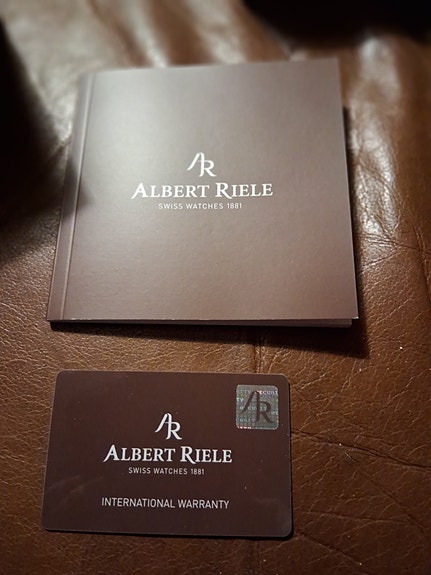 AR
ALBERT RIELE
SWISS WATCHES 1881
AR
ALBERT RIELE
SWISS WATCHES 1881
INTERNATIONAL WARRANTY